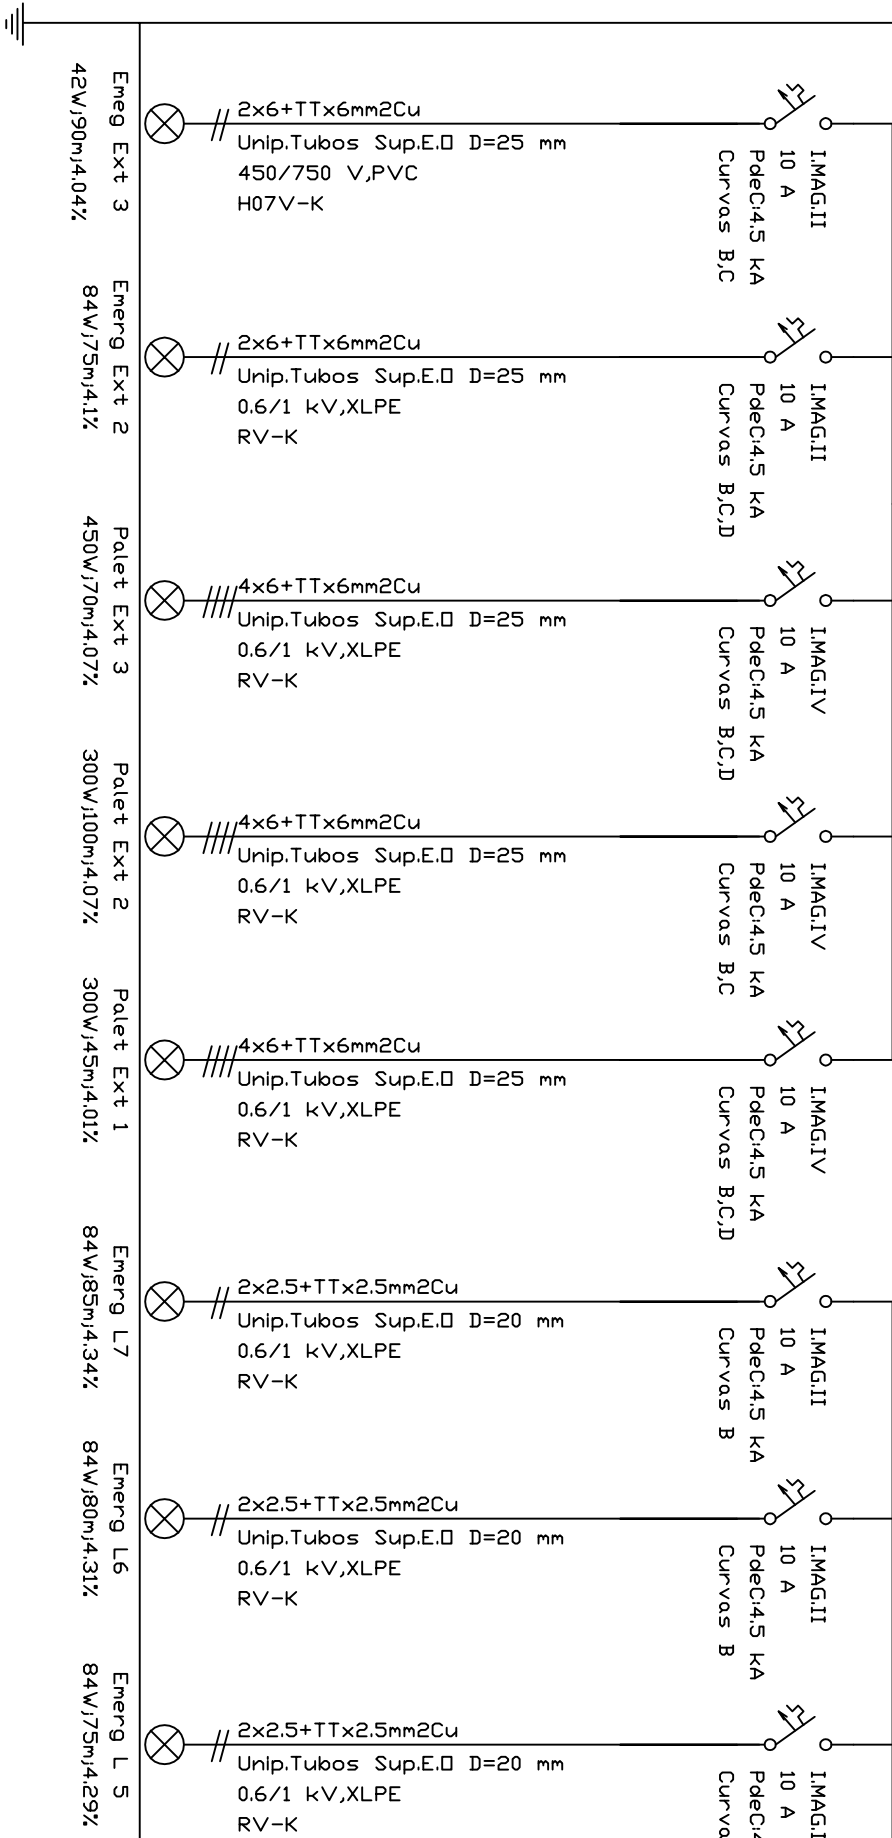 2x6+TTx6mm2Cu
Unip.Tubos Sup.E.O D=25 mm
450/750 V,PVC
H07V-K
I.MAG.II
10 A
PdeC:4.5 kA
Curvas B,C
Emeg Ext 3
42W;90m;4.04%
2x6+TTx6mm2Cu
Unip.Tubos Sup.E.O D=25 mm
0.6/1 kV,XLPE
RV-K
I.MAG.II
10 A
PdeC:4.5 kA
Curvas B,C,D
Emerg Ext 2
84W;75m;4.1%
4x6+TTx6mm2Cu
Unip.Tubos Sup.E.O D=25 mm
0.6/1 kV,XLPE
RV-K
I.MAG.IV
10 A
PdeC:4.5 kA
Curvas B,C,D
Palet Ext 3
450W;70m;4.07%
4x6+TTx6mm2Cu
Unip.Tubos Sup.E.O D=25 mm
0.6/1 kV,XLPE
RV-K
I.MAG.IV
10 A
PdeC:4.5 kA
Curvas B,C
Palet Ext 2
300W;100m;4.07%
4x6+TTx6mm2Cu
Unip.Tubos Sup.E.O D=25 mm
0.6/1 kV,XLPE
RV-K
I.MAG.IV
10 A
PdeC:4.5 kA
Curvas B,C,D
Palet Ext 1
300W;45m;4.01%
2x2.5+TTx2.5mm2Cu
Unip.Tubos Sup.E.O D=20 mm
0.6/1 kV,XLPE
RV-K
I.MAG.II
10 A
PdeC:4.5 kA
Curvas B
Emerg L7
84W;85m;4.34%
2x2.5+TTx2.5mm2Cu
Unip.Tubos Sup.E.O D=20 mm
0.6/1 kV,XLPE
RV-K
I.MAG.II
10 A
PdeC:4.5 kA
Curvas B
Emerg L6
84W;80m;4.31%
2x2.5+TTx2.5mm2Cu
Unip.Tubos Sup.E.O D=20 mm
0.6/1 kV,XLPE
RV-K
I.MAG.I
10 A
PdeC:4
Curva
Emerg L 5
84W;75m;4.29%